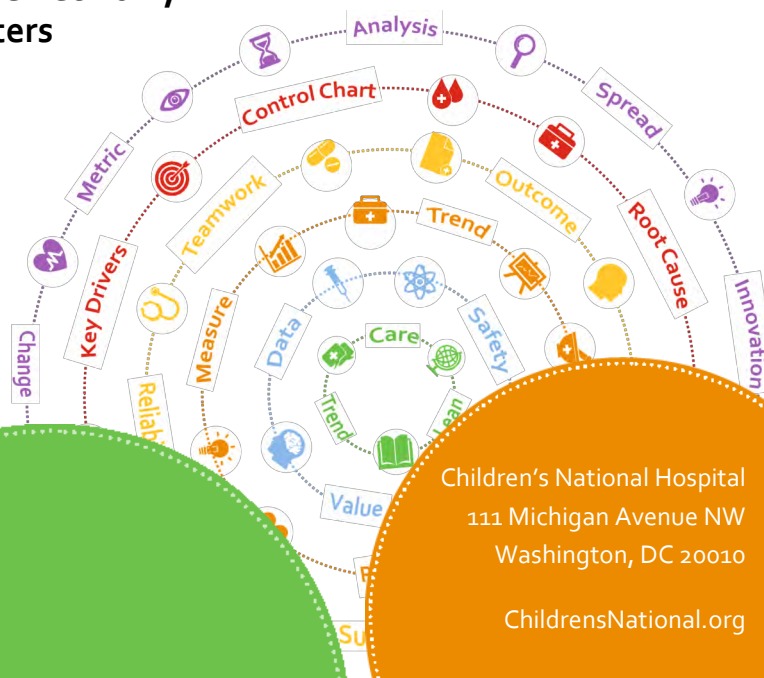 ters
Analysis
Control Chart
Spread
Metric
Teamwork
Outcome
Trend
Root Cause
Key Drivers
Measure
Data
Safety
Care
Innovation
Change
Trend
Lean
Value
Children's National Hospital
111 Michigan Avenue NW
Washington, DC 20010
ChildrensNational.org